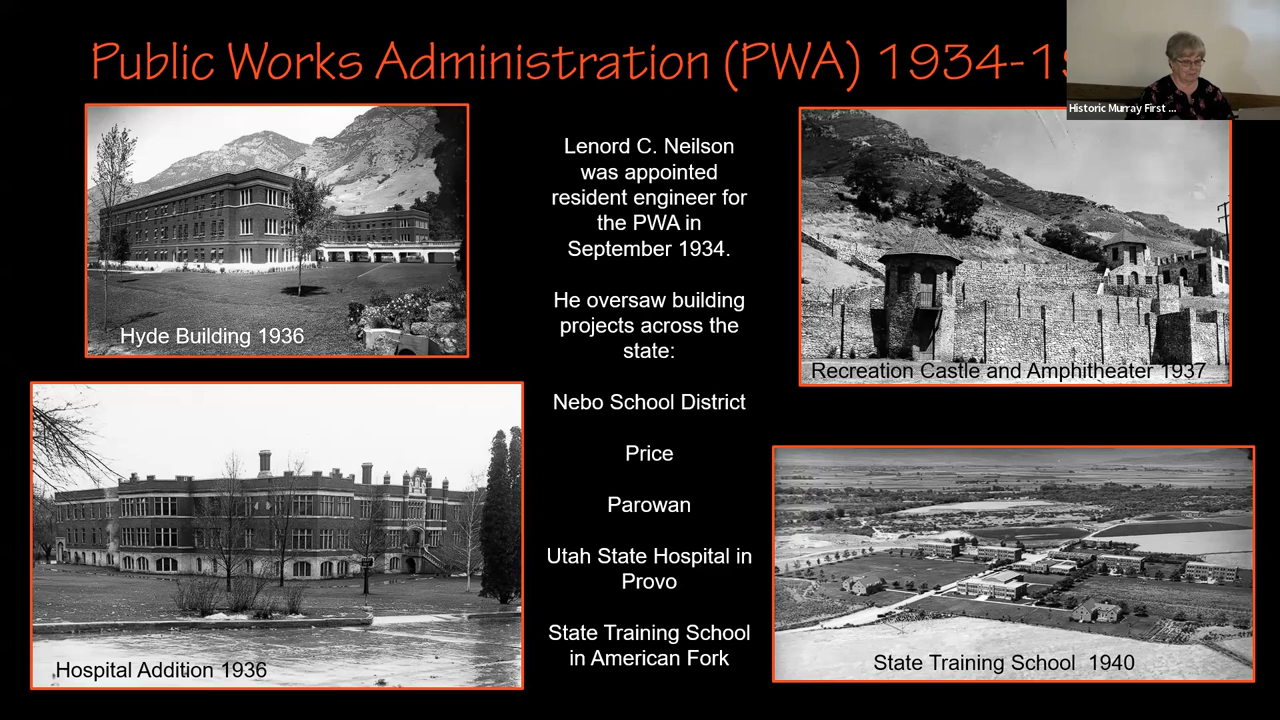 Public Works Administration (PWA) 1934-19
Historic Murray First ...
Lenord C. Neilson
was appointed
resident engineer for
the PWA in
September 1934.
He oversaw building
projects across the
state:
Nebo School District
Price
Parowan
Utah State Hospital in
Provo
State Training School
in American Fork
Hyde Building 1936
Recreation Castle and Amphitheater 1937
Hospital Addition 1936
State Training School 1940